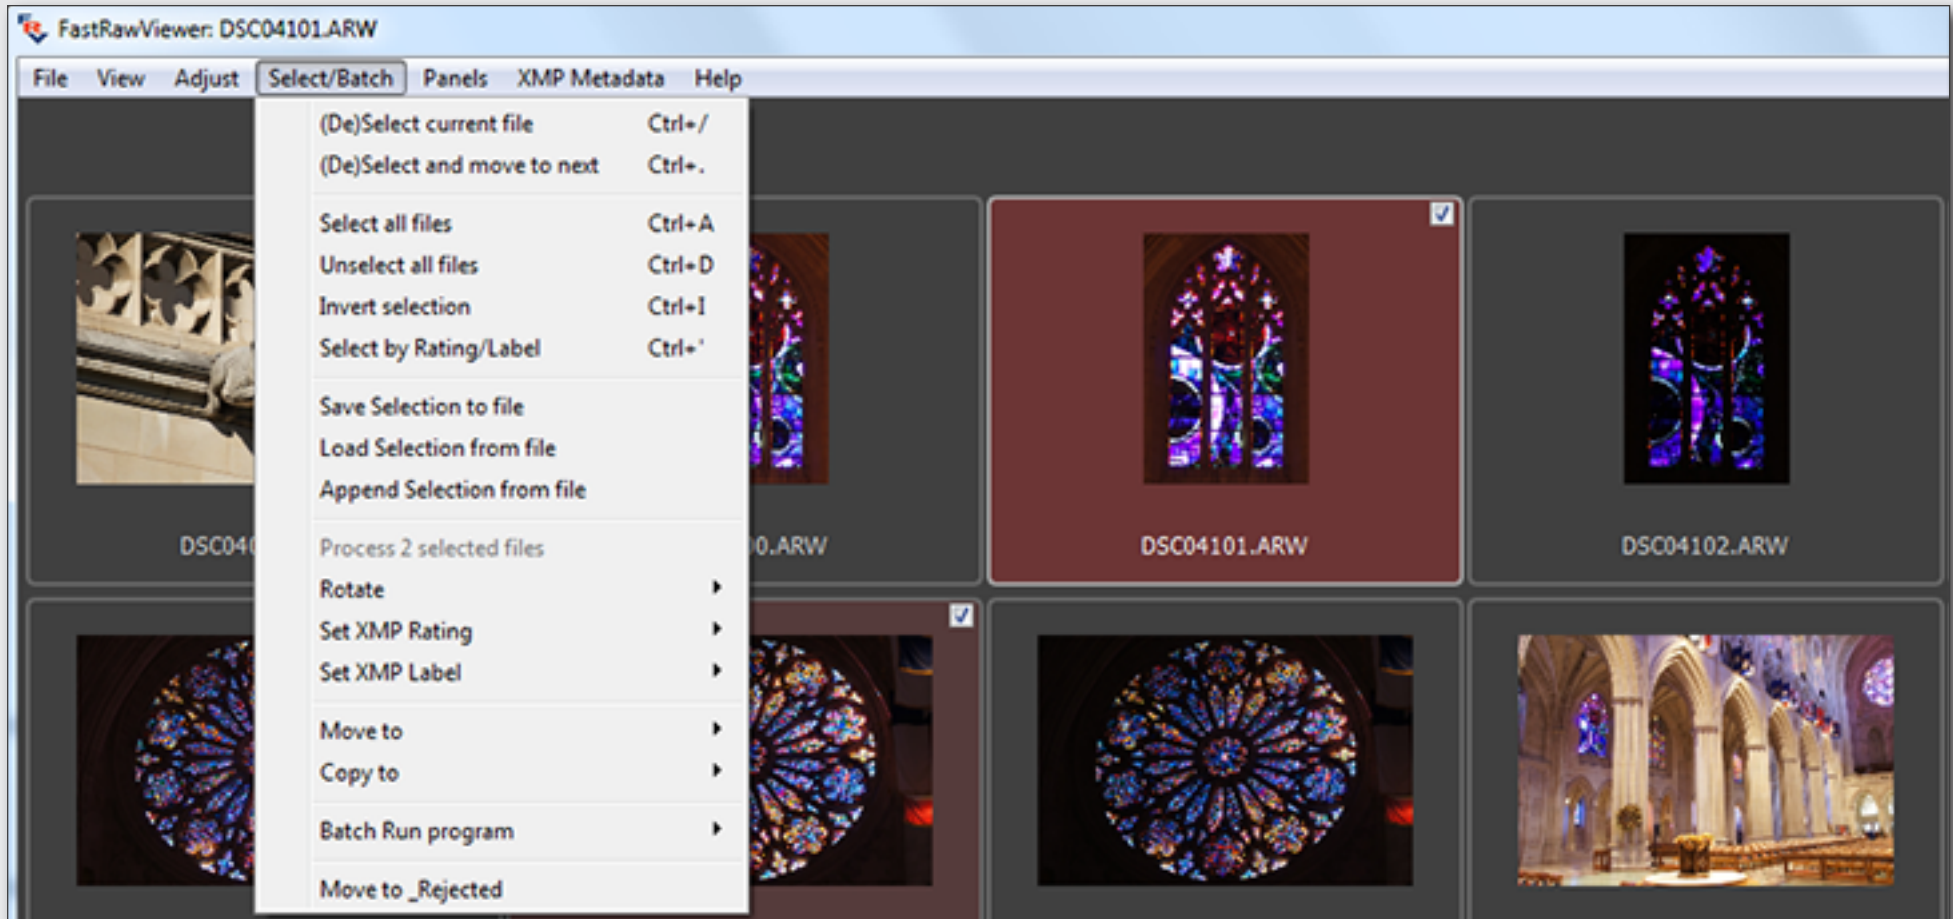 FastRawViewer: DSC04101.ARW
File View Adjust Select/Batch Panels XMP Metadata Help
(De)Select current file Ctrl+/
(De)Select and move to next Ctrl+.
Select all files Ctrl+A
Unselect all files Ctrl+D
Invert selection Ctrl+I
Select by Rating/Label Ctrl+'
Save Selection to file
Load Selection from file
Append Selection from file
Process 2 selected files
Rotate
Set XMP Rating
Set XMP Label
Move to
Copy to
Batch Run program
Move to _Rejected
DSC040 00.ARW DSC04101.ARW DSC04102.ARW